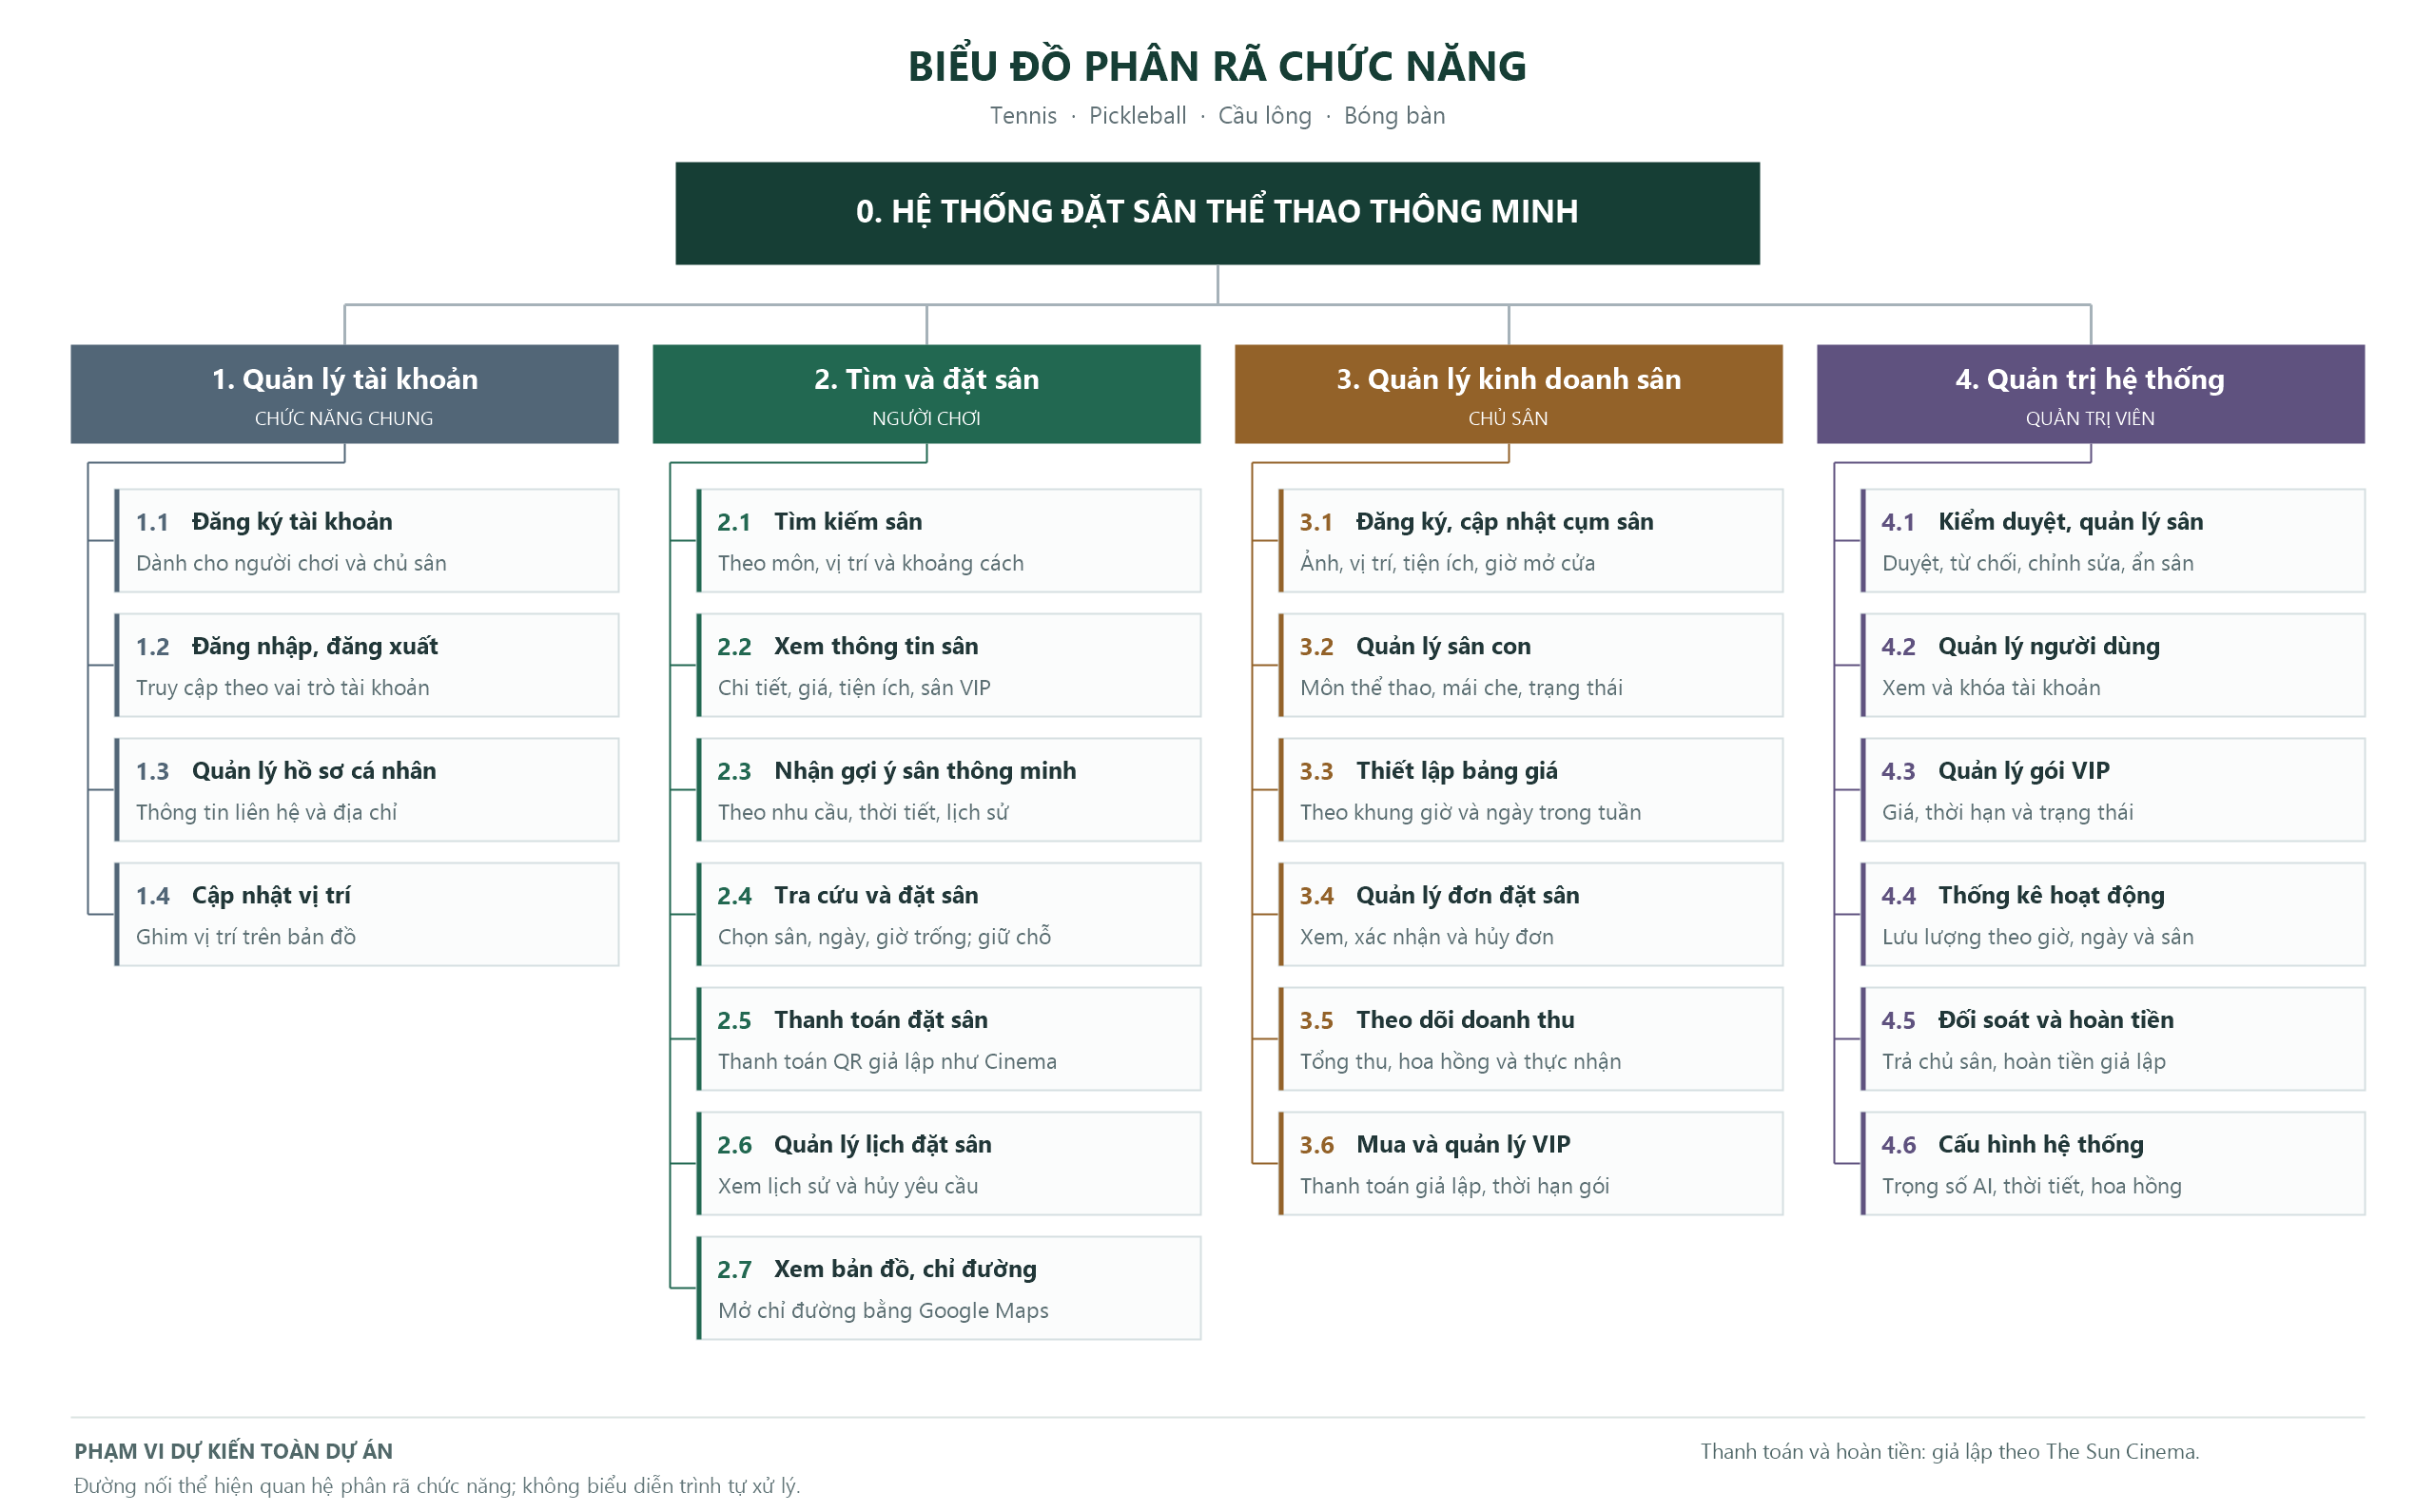 BIỂU ĐỒ PHÂN RÃ CHỨC NĂNG
Tennis · Pickleball · Cầu lông · Bóng bàn
0. HỆ THỐNG ĐẶT SÂN THỂ THAO THÔNG MINH
1. Quản lý tài khoản
CHỨC NĂNG CHUNG
1.1 Đăng ký tài khoản
Dành cho người chơi và chủ sân
1.2 Đăng nhập, đăng xuất
Truy cập theo vai trò tài khoản
1.3 Quản lý hồ sơ cá nhân
Thông tin liên hệ và địa chỉ
1.4 Cập nhật vị trí
Ghim vị trí trên bản đồ
2. Tìm và đặt sân
NGƯỜI CHƠI
2.1 Tìm kiếm sân
Theo môn, vị trí và khoảng cách
2.2 Xem thông tin sân
Chi tiết, giá, tiện ích, sân VIP
2.3 Nhận gợi ý sân thông minh
Theo nhu cầu, thời tiết, lịch sử
2.4 Tra cứu và đặt sân
Chọn sân, ngày, giờ trống; giữ chỗ
2.5 Thanh toán đặt sân
Thanh toán QR giả lập như Cinema
2.6 Quản lý lịch đặt sân
Xem lịch sử và hủy yêu cầu
2.7 Xem bản đồ, chỉ đường
Mở chỉ đường bằng Google Maps
3. Quản lý kinh doanh sân
CHỦ SÂN
3.1 Đăng ký, cập nhật cụm sân
Ảnh, vị trí, tiện ích, giờ mở cửa
3.2 Quản lý sân con
Môn thể thao, mái che, trạng thái
3.3 Thiết lập bảng giá
Theo khung giờ và ngày trong tuần
3.4 Quản lý đơn đặt sân
Xem, xác nhận và hủy đơn
3.5 Theo dõi doanh thu
Tổng thu, hoa hồng và thực nhận
3.6 Mua và quản lý VIP
Thanh toán giả lập, thời hạn gói
4. Quản trị hệ thống
QUẢN TRỊ VIÊN
4.1 Kiểm duyệt, quản lý sân
Duyệt, từ chối, chỉnh sửa, ẩn sân
4.2 Quản lý người dùng
Xem và khóa tài khoản
4.3 Quản lý gói VIP
Giá, thời hạn và trạng thái
4.4 Thống kê hoạt động
Lưu lượng theo giờ, ngày và sân
4.5 Đối soát và hoàn tiền
Trả chủ sân, hoàn tiền giả lập
4.6 Cấu hình hệ thống
Trọng số AI, thời tiết, hoa hồng
PHẠM VI DỰ KIẾN TOÀN DỰ ÁN
Đường nối thể hiện quan hệ phân rã chức năng; không biểu diễn trình tự xử lý.
Thanh toán và hoàn tiền: giả lập theo The Sun Cinema.